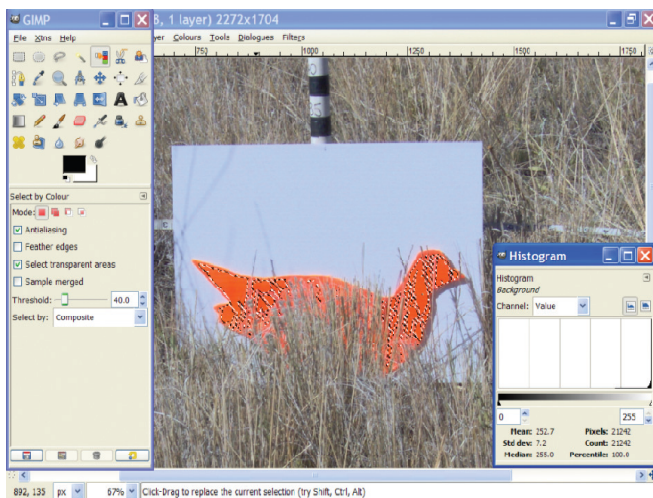 GIMP
8, 1 layer) 2272x1704
File Xtns Help
yer Colours Tools Dialogues Filters
750 1000 1250 1500 1750
Select by Colour
Mode:
Antialiasing
Feather edges
Select transparent areas
Sample merged
Threshold: 40.0
Select by: Composite
Histogram
Histogram
Background
Channel: Value
0 255
Mean: 252.7 Pixels: 21242
Std dev: 7.2 Count: 21242
Median: 255.0 Percentile: 100.0
892, 135 px 67% Click-Drag to replace the current selection (try Shift, Ctrl, Alt)